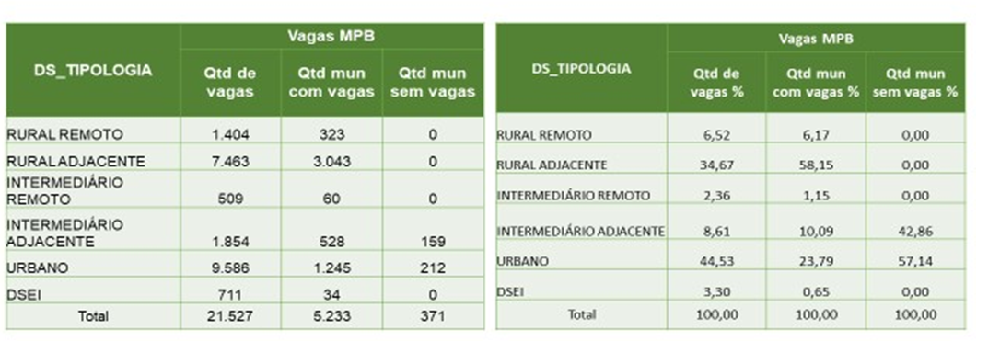 Vagas MPB
DS_TIPOLOGIA
Qtd de vagas
Qtd mun com vagas
Qtd mun sem vagas
RURAL REMOTO 1.404 323 0
RURAL ADJACENTE 7.463 3.043 0
INTERMEDIÁRIO
REMOTO 509 60 0
INTERMEDIÁRIO
ADJACENTE 1.854 528 159
URBANO 9.586 1.245 212
DSEI 711 34 0
Total 21.527 5.233 371
Vagas MPB
DS_TIPOLOGIA
Qtd de vagas %
Qtd mun com vagas %
Qtd mun sem vagas %
RURAL REMOTO 6,52 6,17 0,00
RURAL ADJACENTE 34,67 58,15 0,00
INTERMEDIÁRIO REMOTO 2,36 1,15 0,00
INTERMEDIÁRIO ADJACENTE 8,61 10,09 42,86
URBANO 44,53 23,79 57,14
DSEI 3,30 0,65 0,00
Total 100,00 100,00 100,00